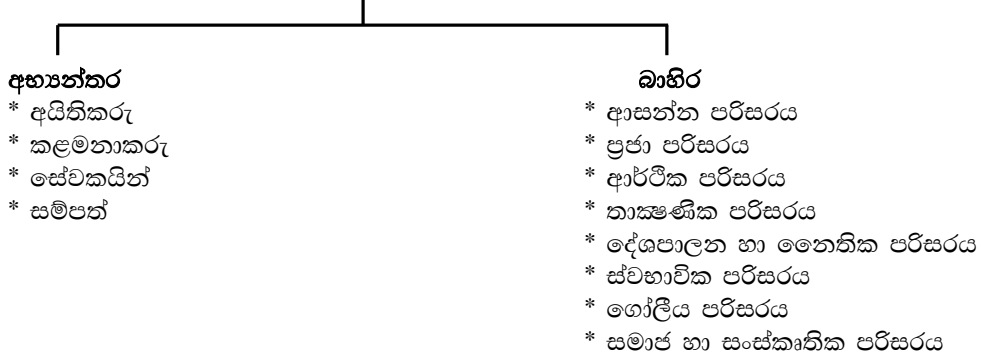 අභ්‍යන්තර
* අයිතිකරු
* කළමනාකරු
* සේවකයින්
* සම්පත්
බාහිර
* ආසන්න පරිසරය
* ප්‍රජා පරිසරය
* ආර්ථික පරිසරය
* තාක්‍ෂණික පරිසරය
* දේශපාලන හා නෛතික පරිසරය
* ස්වභාවික පරිසරය
* ගෝලීය පරිසරය
* සමාජ හා සංස්කෘතික පරිසරය